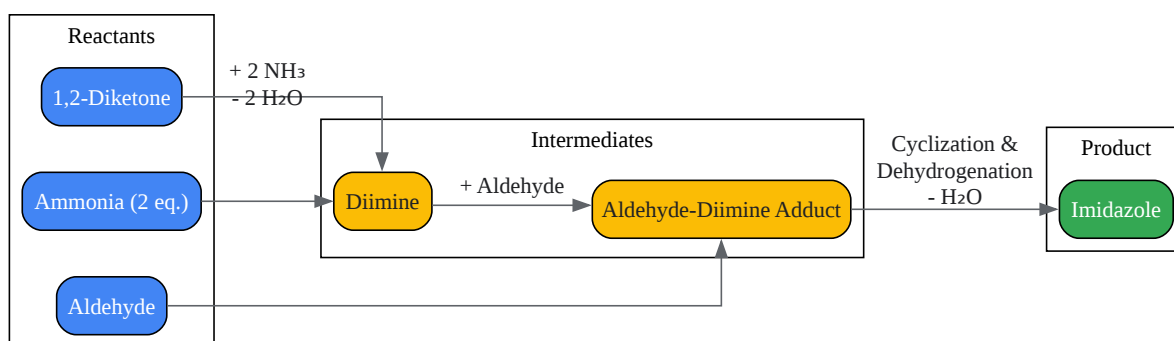 Reactants
1,2-Diketone
Ammonia (2 eq.)
Aldehyde
+ 2 NH₃
- 2 H₂O
Intermediates
Diimine
+ Aldehyde
Aldehyde-Diimine Adduct
Cyclization &
Dehydrogenation
- H₂O
Product
Imidazole